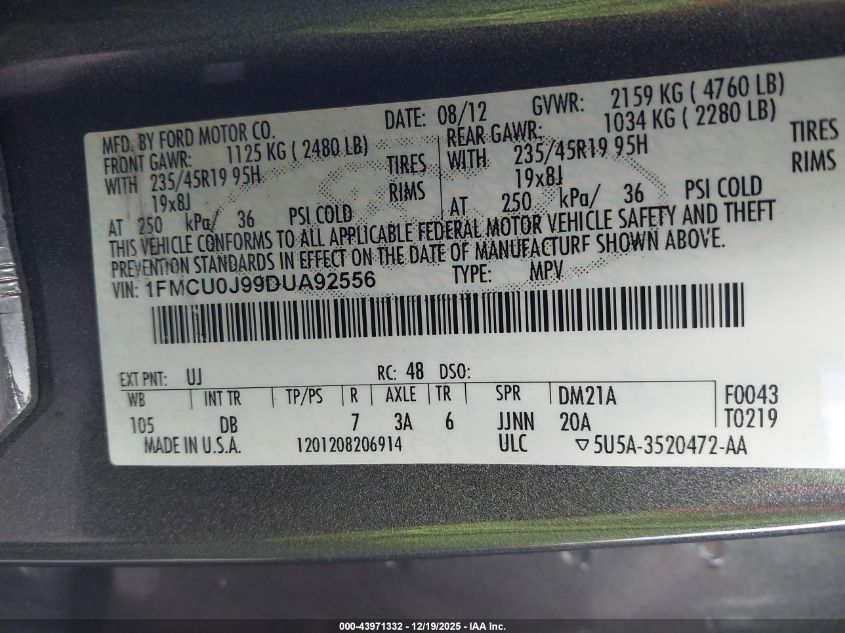 MFD. BY FORD MOTOR CO. DATE: 08/12 GVWR: 2159 KG ( 4760 LB)
FRONT GAWR: 1125 KG ( 2480 LB) REAR GAWR: 1034 KG ( 2280 LB)
WITH 235/45R19 95H TIRES WITH 235/45R19 95H TIRES
19x8J RIMS 19x8J RIMS
AT 250 kPa/ 36 PSI COLD AT 250 kPa/ 36 PSI COLD
THIS VEHICLE CONFORMS TO ALL APPLICABLE FEDERAL MOTOR VEHICLE SAFETY AND THEFT
PREVENTION STANDARDS IN EFFECT ON THE DATE OF MANUFACTURE SHOWN ABOVE.
VIN: 1FMCU0J99DUA92556 TYPE: MPV
EXT PNT: UJ RC: 48 DSO:
WB INT TR TP/PS R AXLE TR SPR DM21A F0043
105 DB 7 3A 6 JJNN 20A T0219
MADE IN U.S.A. 1201208206914 ULC ▽5U5A-3520472-AA
000-43971332 - 12/19/2025 - IAA Inc.